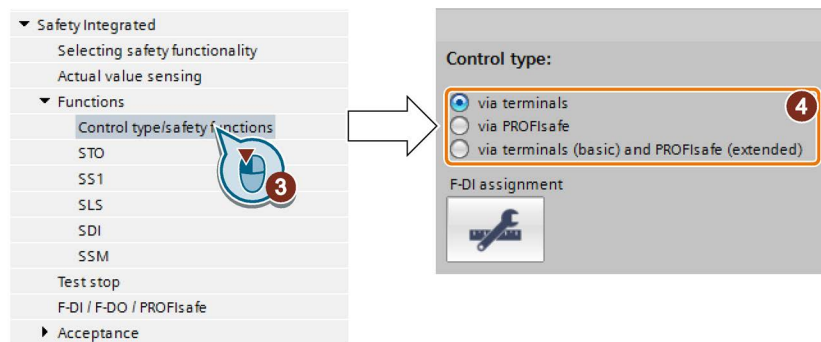 Safety Integrated
Selecting safety functionality
Actual value sensing
Functions
Control type/safety functions
STO
SS1
SLS
SDI
SSM
Test stop
F-DI / F-DO / PROFIsafe
Acceptance
3
Control type:
via terminals
4
via PROFIsafe
via terminals (basic) and PROFIsafe (extended)
F-DI assignment